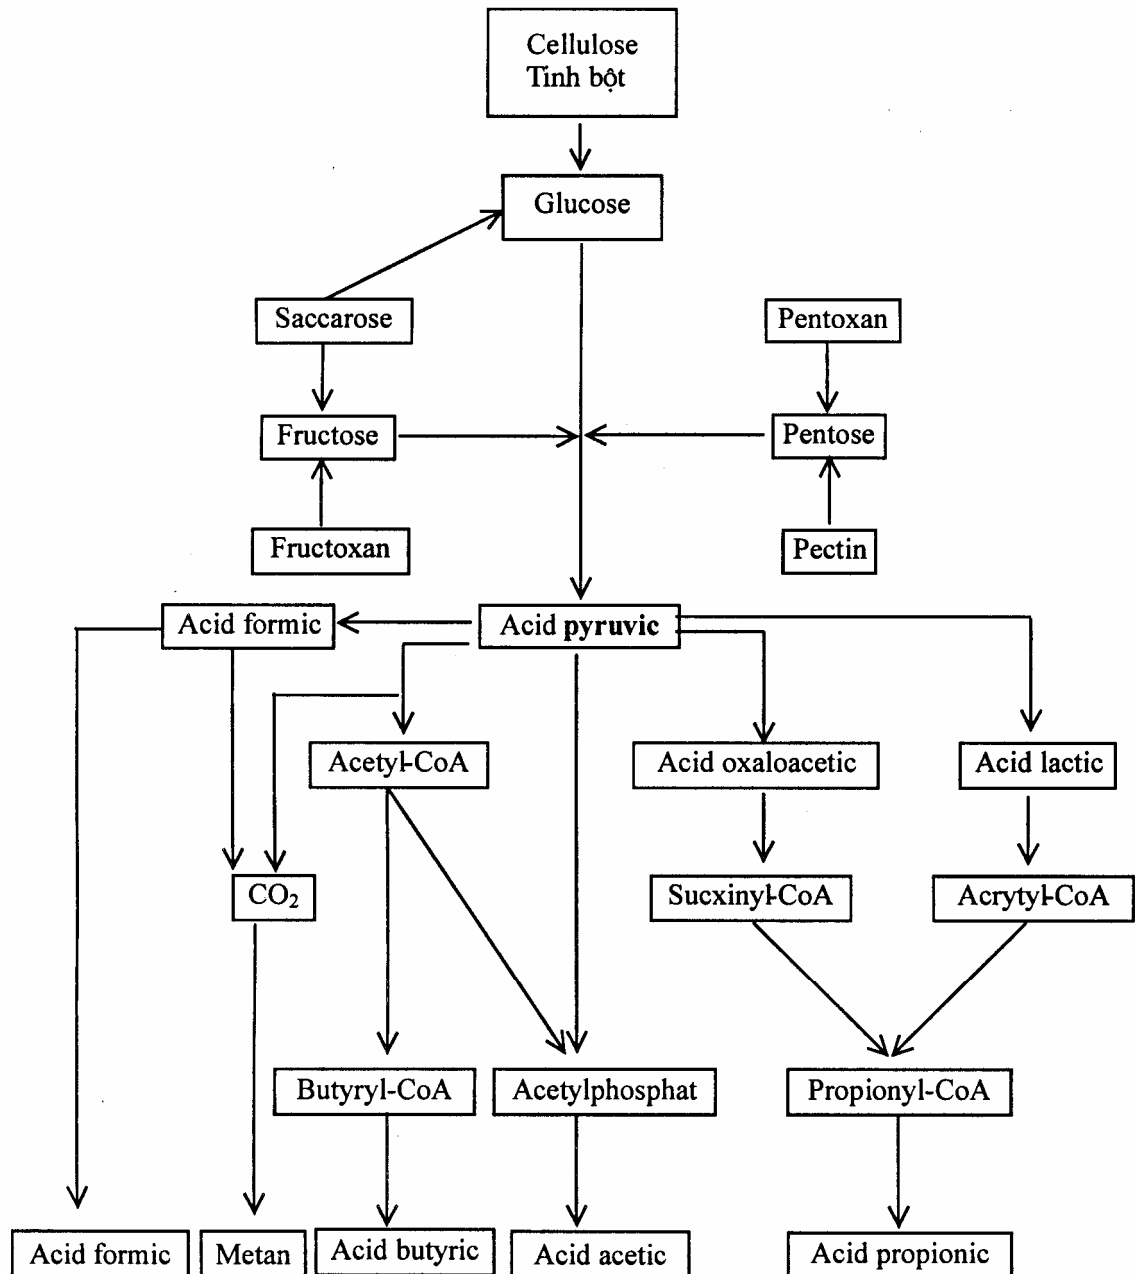 Cellulose
Tinh bột
Glucose
Saccarose
Pentoxan
Fructose
Pentose
Fructoxan
Pectin
Acid formic
Acid pyruvic
Acetyl-CoA
Acid oxaloacetic
Acid lactic
CO₂
Sucxinyl-CoA
Acrytyl-CoA
Butyryl-CoA
Acetylphosphat
Propionyl-CoA
Acid formic
Metan
Acid butyric
Acid acetic
Acid propionic